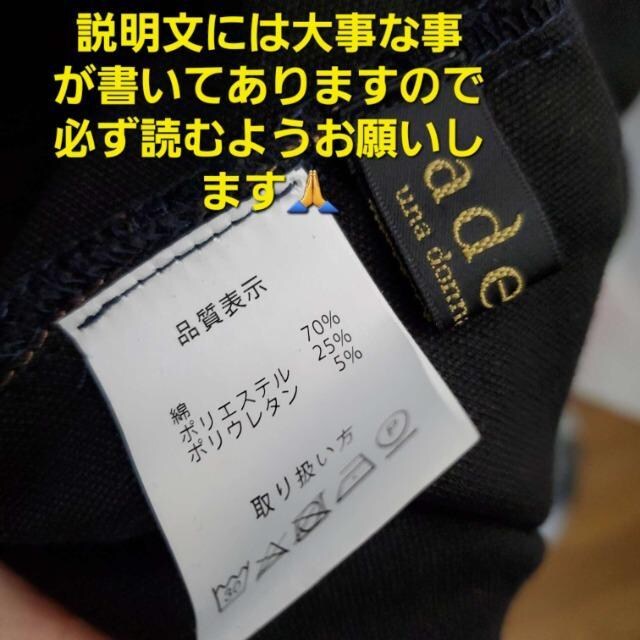 説明文には大事な事
が書いてありますので
必ず読むようお願いし
ます🙏
ade
una donn
品質表示
綿 70%
ポリエステル 25%
ポリウレタン 5%
取り扱い方